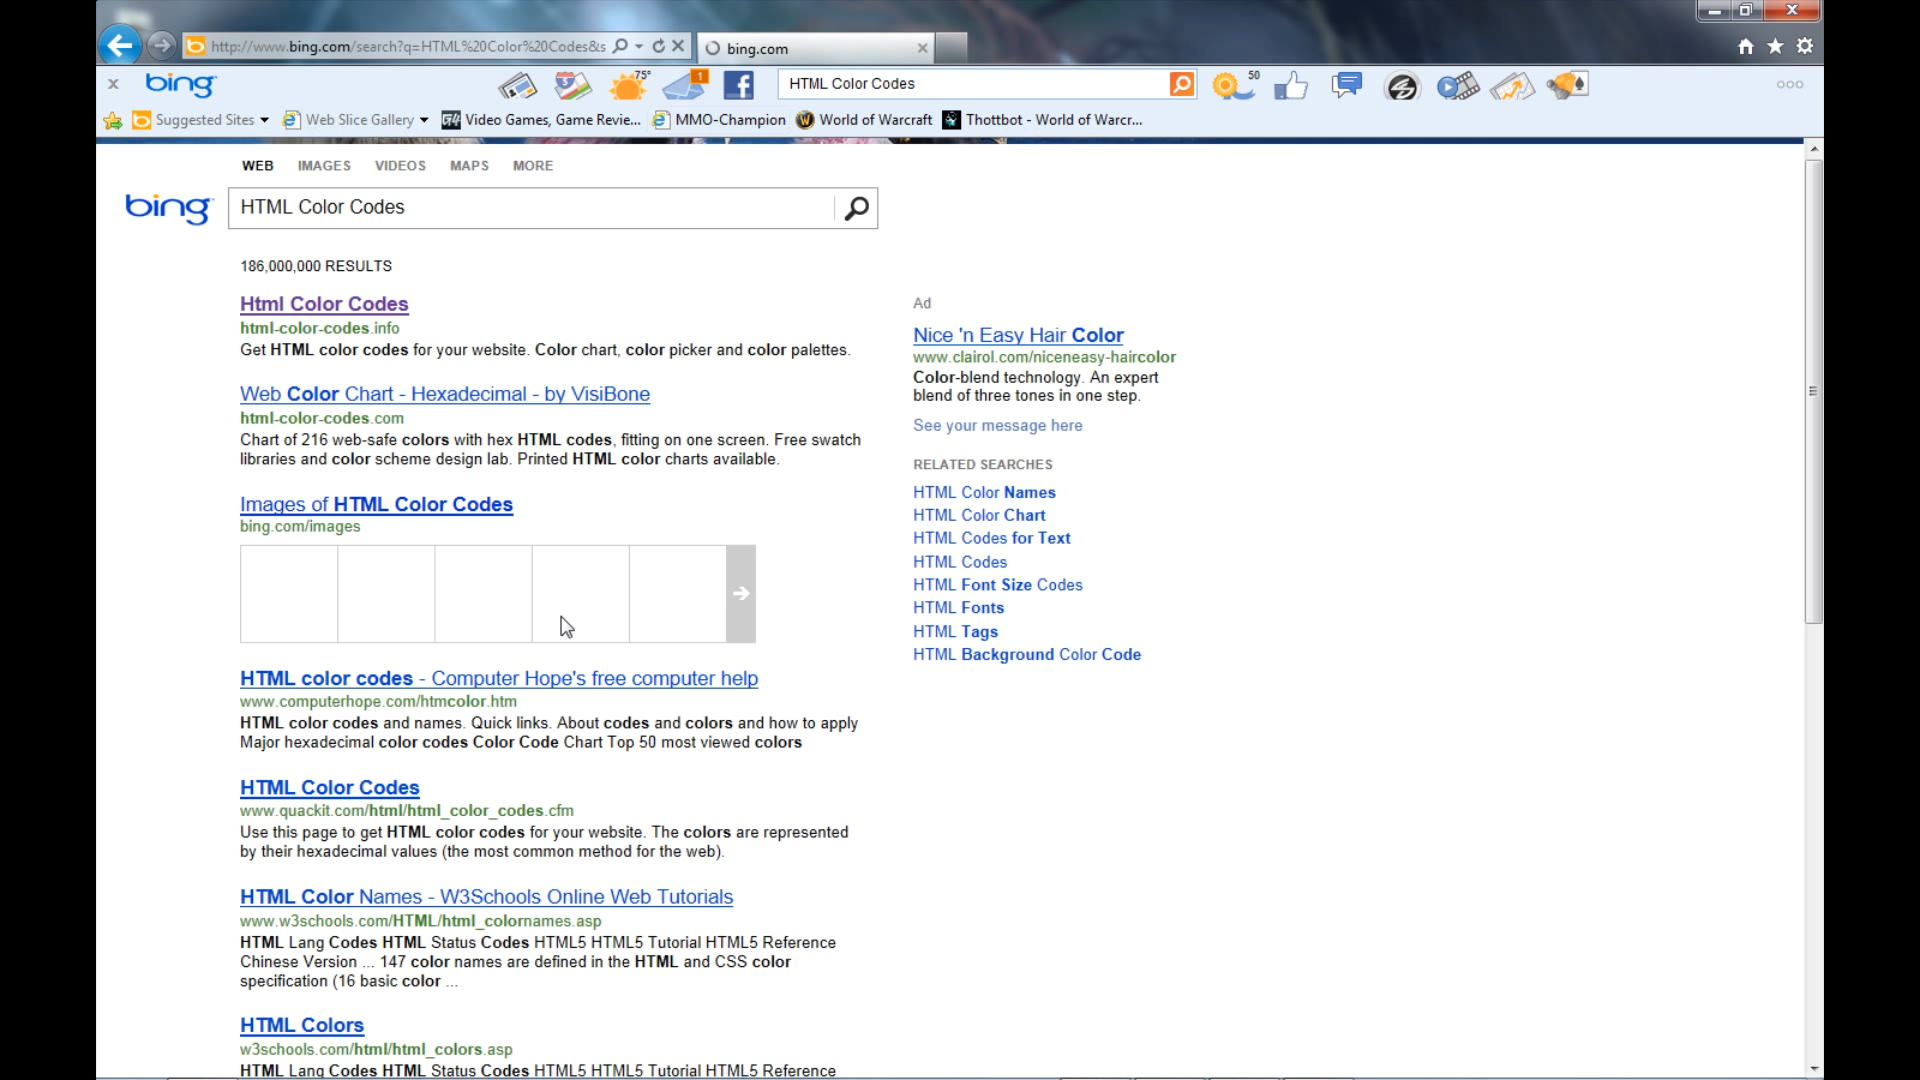 http://www.bing.com/search?q=HTML%20Color%20Codes&s
bing.com
bing
75°
1
HTML Color Codes
50
Suggested Sites
Web Slice Gallery
G4
Video Games, Game Revie...
MMO-Champion
World of Warcraft
Thottbot - World of Warcr...
WEB IMAGES VIDEOS MAPS MORE
bing
HTML Color Codes
186,000,000 RESULTS
Html Color Codes
html-color-codes.info
Get HTML color codes for your website. Color chart, color picker and color palettes.
Web Color Chart - Hexadecimal - by VisiBone
html-color-codes.com
Chart of 216 web-safe colors with hex HTML codes, fitting on one screen. Free swatch
libraries and color scheme design lab. Printed HTML color charts available.
Images of HTML Color Codes
bing.com/images
HTML color codes - Computer Hope's free computer help
www.computerhope.com/htmcolor.htm
HTML color codes and names. Quick links. About codes and colors and how to apply
Major hexadecimal color codes Color Code Chart Top 50 most viewed colors
HTML Color Codes
www.quackit.com/html/html_color_codes.cfm
Use this page to get HTML color codes for your website. The colors are represented
by their hexadecimal values (the most common method for the web).
HTML Color Names - W3Schools Online Web Tutorials
www.w3schools.com/HTML/html_colornames.asp
HTML Lang Codes HTML Status Codes HTML5 HTML5 Tutorial HTML5 Reference
Chinese Version ... 147 color names are defined in the HTML and CSS color
specification (16 basic color ...
HTML Colors
w3schools.com/html/html_colors.asp
HTML Lang Codes HTML Status Codes HTML5 HTML5 Tutorial HTML5 Reference
Ad
Nice 'n Easy Hair Color
www.clairol.com/niceneasy-haircolor
Color-blend technology. An expert
blend of three tones in one step.
See your message here
RELATED SEARCHES
HTML Color Names
HTML Color Chart
HTML Codes for Text
HTML Codes
HTML Font Size Codes
HTML Fonts
HTML Tags
HTML Background Color Code